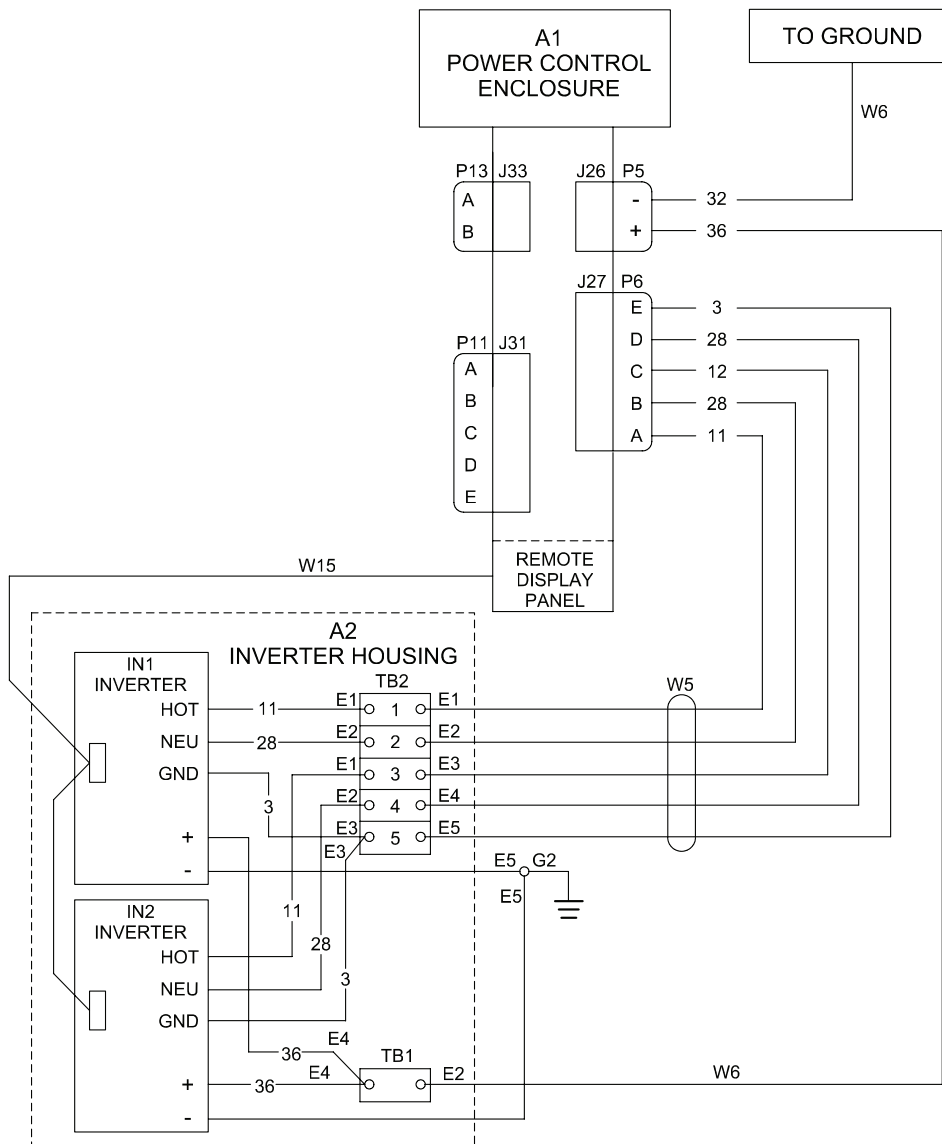 A1
POWER CONTROL
ENCLOSURE
TO GROUND
W6
P13 J33
A
B
J26 P5
- 32
+ 36
J27 P6
E 3
D 28
C 12
B 28
A 11
P11 J31
A
B
C
D
E
REMOTE
DISPLAY
PANEL
W15
A2
INVERTER HOUSING
IN1
INVERTER
HOT
NEU
GND
+
-
11
28
3
TB2
E1 1 E1
E2 2 E2
E1 3 E3
E2 4 E4
E3 5 E5
E3
W5
E5 G2
E5
IN2
INVERTER
HOT
NEU
GND
+
-
11
28
3
E4
36
E4
36
TB1
E2
W6